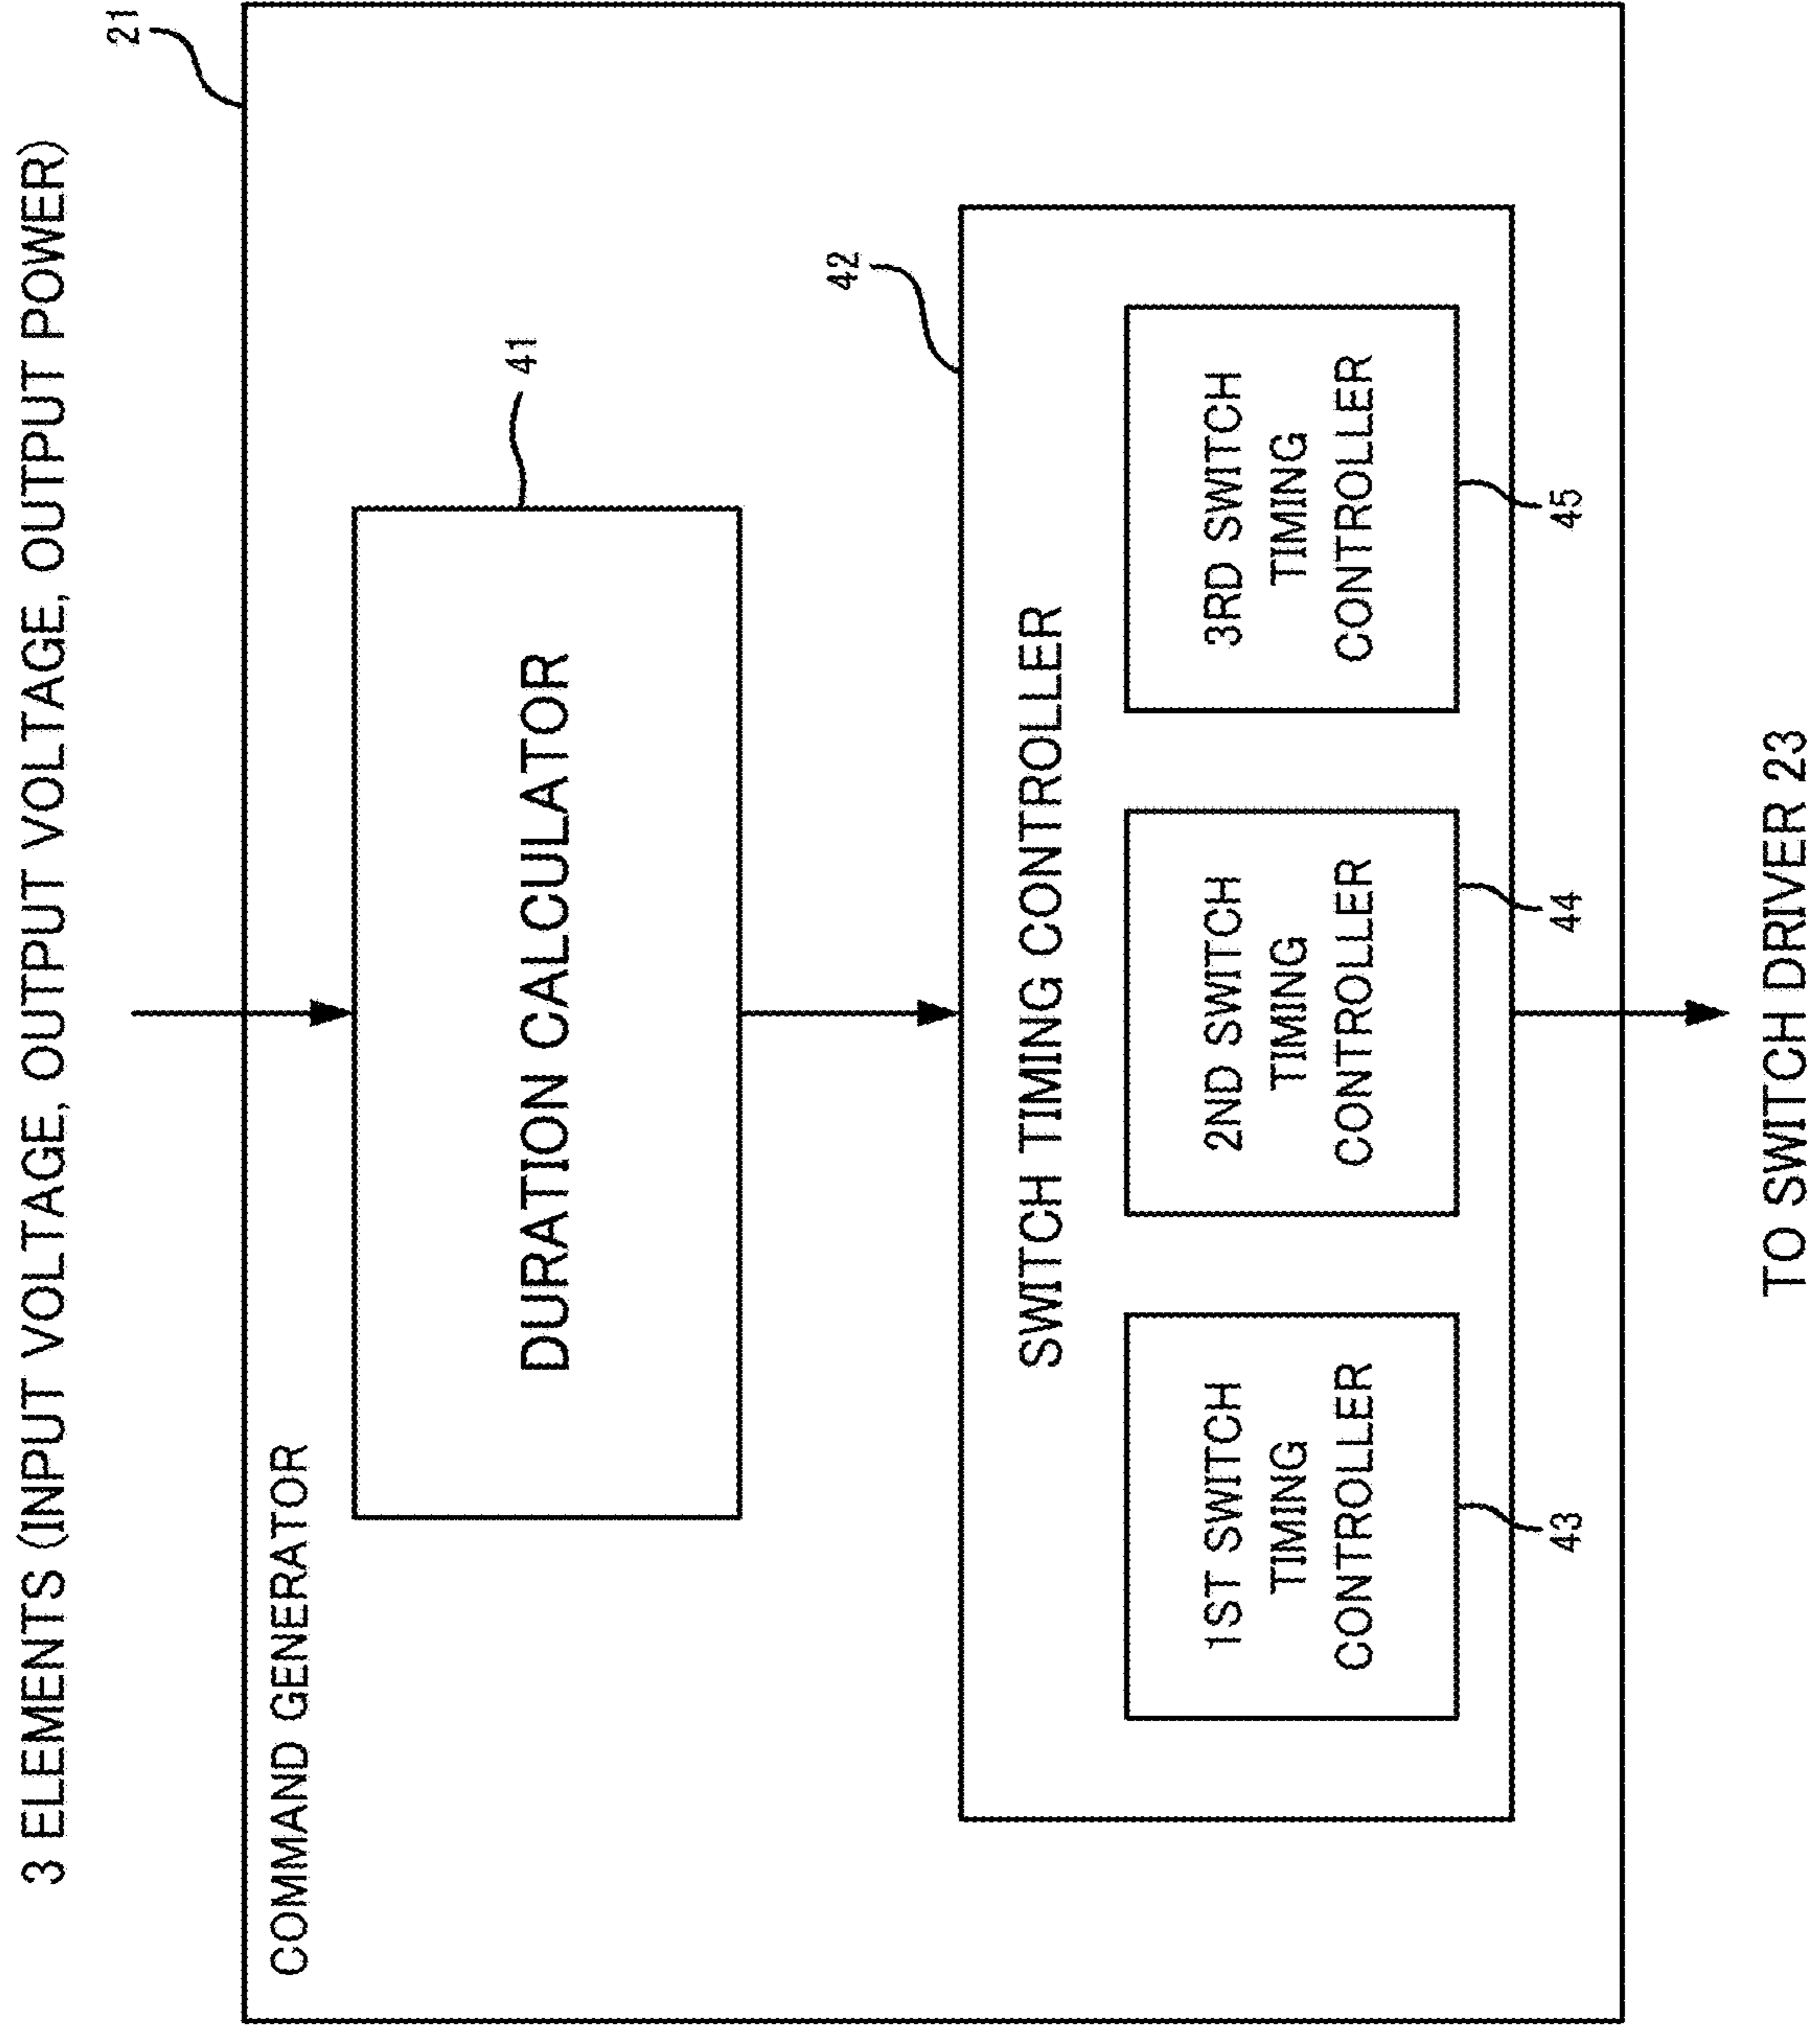 3 ELEMENTS (INPUT VOLTAGE, OUTPUT VOLTAGE, OUTPUT POWER)
21
COMMAND GENERATOR
41
DURATION CALCULATOR
42
SWITCH TIMING CONTROLLER
1ST SWITCH
TIMING
CONTROLLER
43
2ND SWITCH
TIMING
CONTROLLER
44
3RD SWITCH
TIMING
CONTROLLER
45
TO SWITCH DRIVER 23